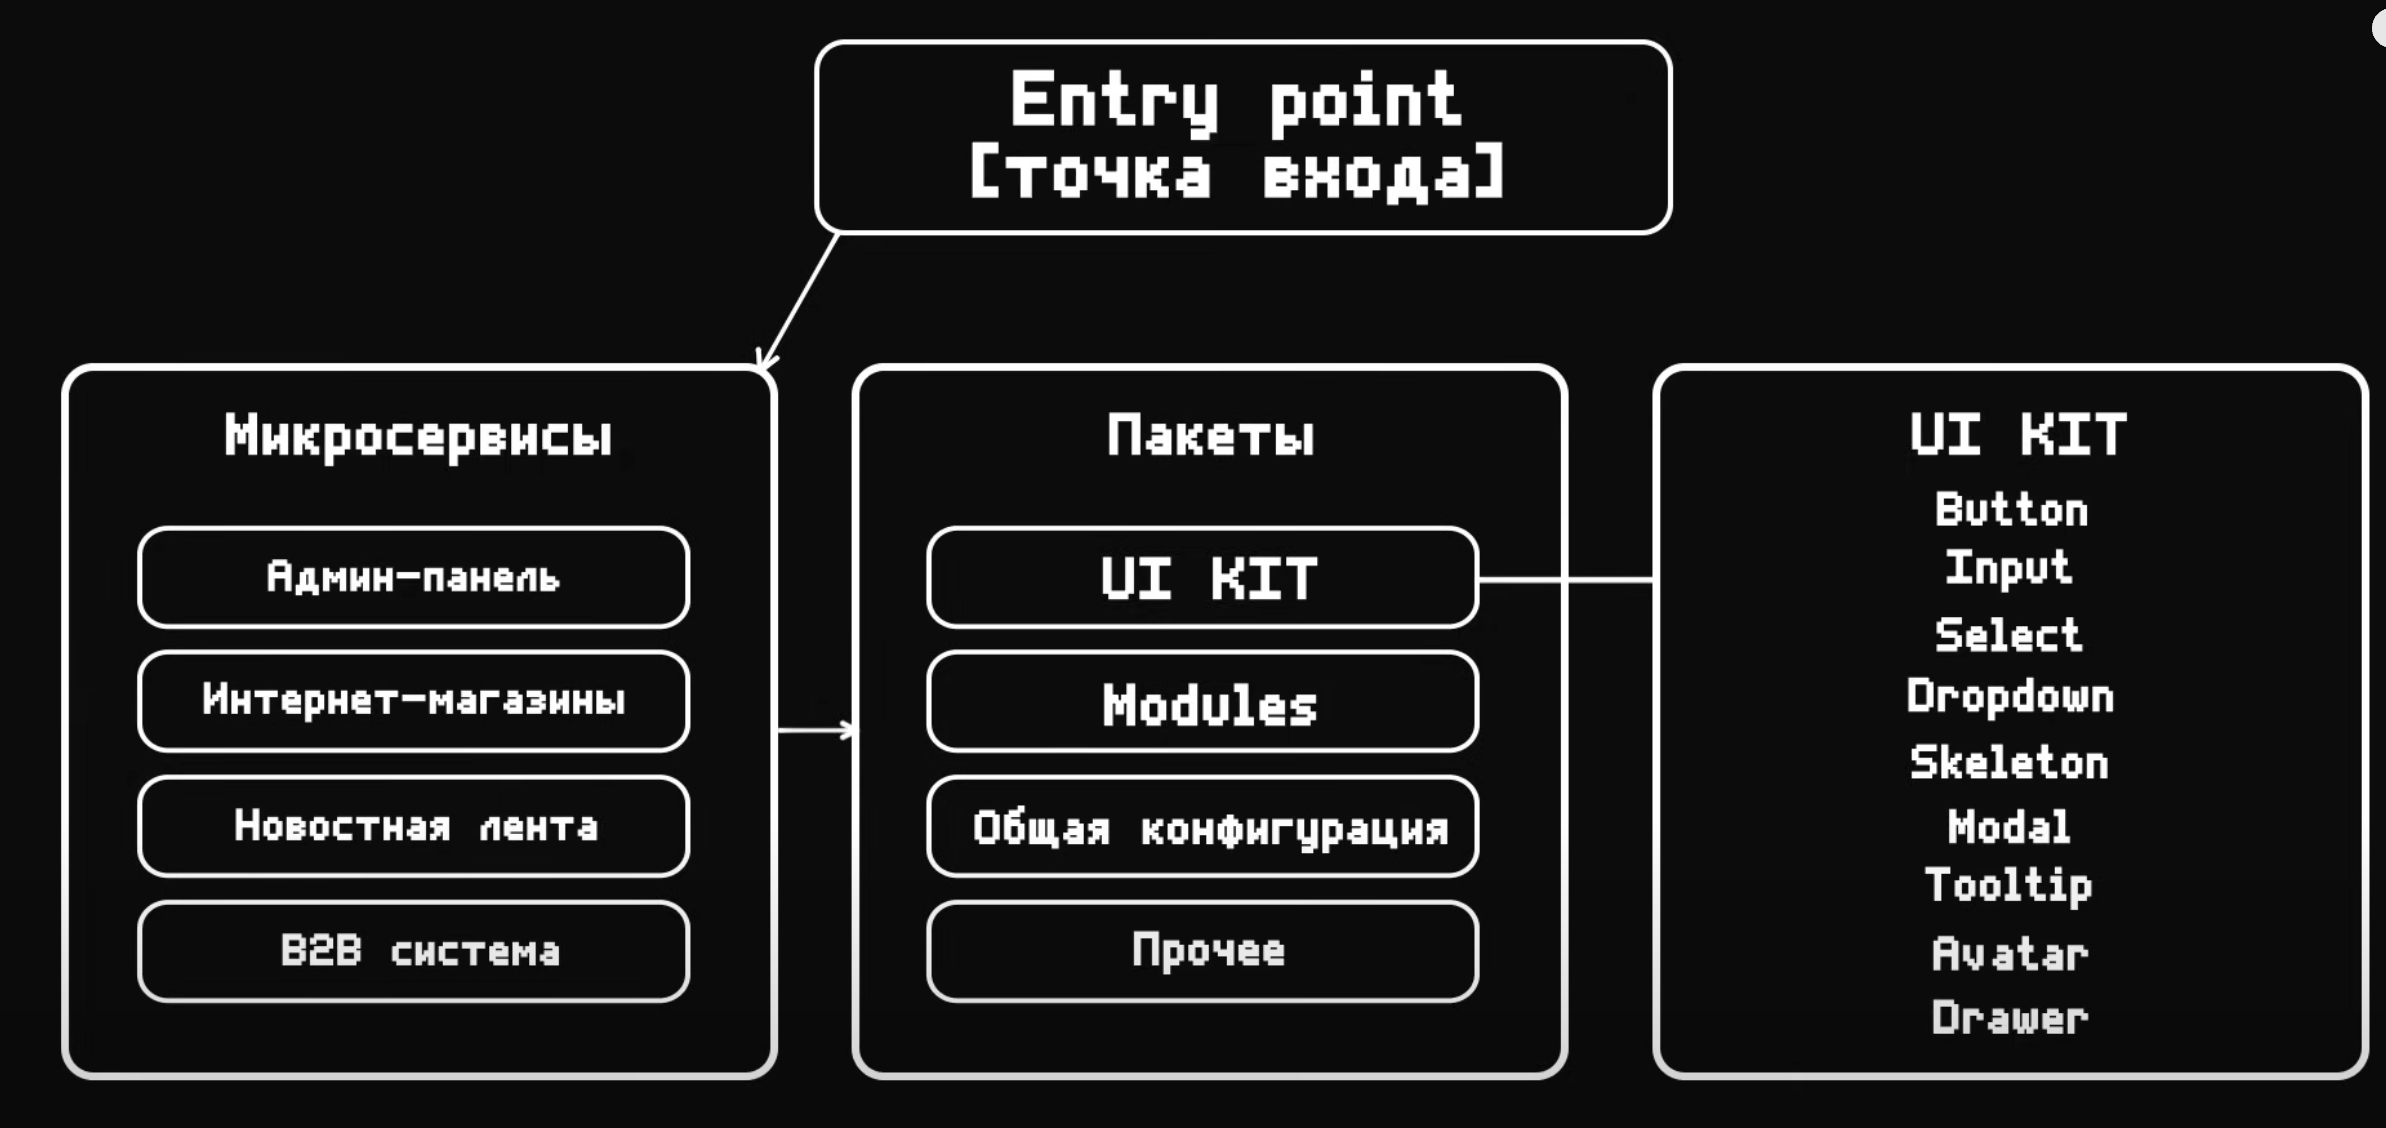 Entry point
[точка входа]
Микросервисы
Админ-панель
Интернет-магазины
Новостная лента
B2B система
Пакеты
UI KIT
Modules
Общая конфигурация
Прочее
UI KIT
Button
Input
Select
Dropdown
Skeleton
Modal
Tooltip
Avatar
Drawer